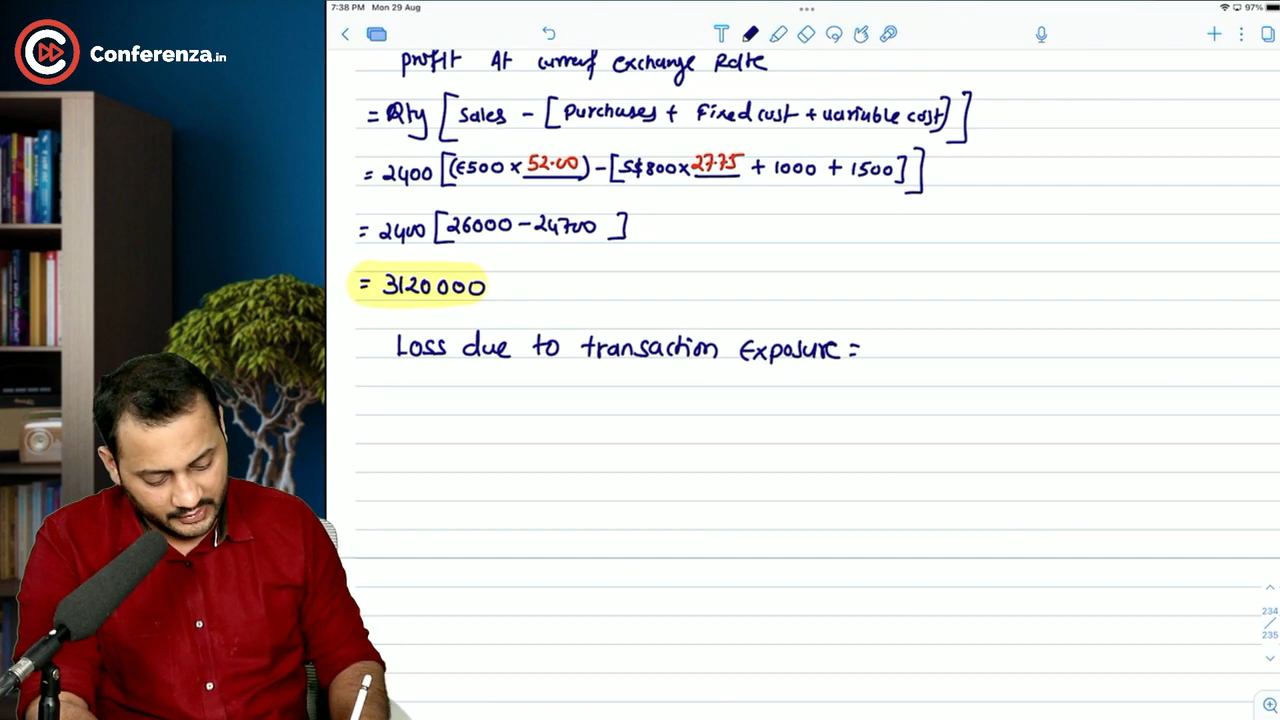 7:38 PM Mon 29 Aug
97%
Conferenza.in
profit At current Exchange Rate
= Qty [Sales - [Purchases + Fixed cost + variable cost]]
= 2400 [(€500 × 52.00) - [S$800 × 27.75 + 1000 + 1500]]
= 2400 [26000 - 24700]
= 3120000
Loss due to transaction Exposure =
234
235